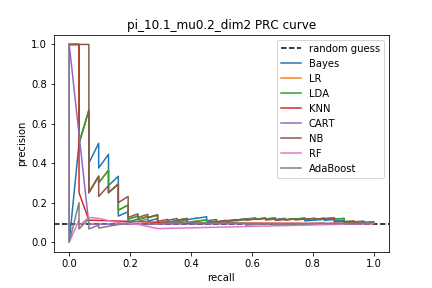 pi_10.1_mu0.2_dim2 PRC curve
precision
1.0
0.8
0.6
0.4
0.2
0.0
random guess
Bayes
LR
LDA
KNN
CART
NB
RF
AdaBoost
0.0 0.2 0.4 0.6 0.8 1.0
recall